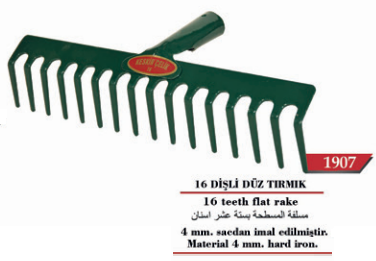 1907
16 DİŞLİ DÜZ TIRMIK
16 teeth flat rake
مسلفة المسطحة بستة عشر اسنان
4 mm. sacdan imal edilmiştir.
Material 4 mm. hard iron.